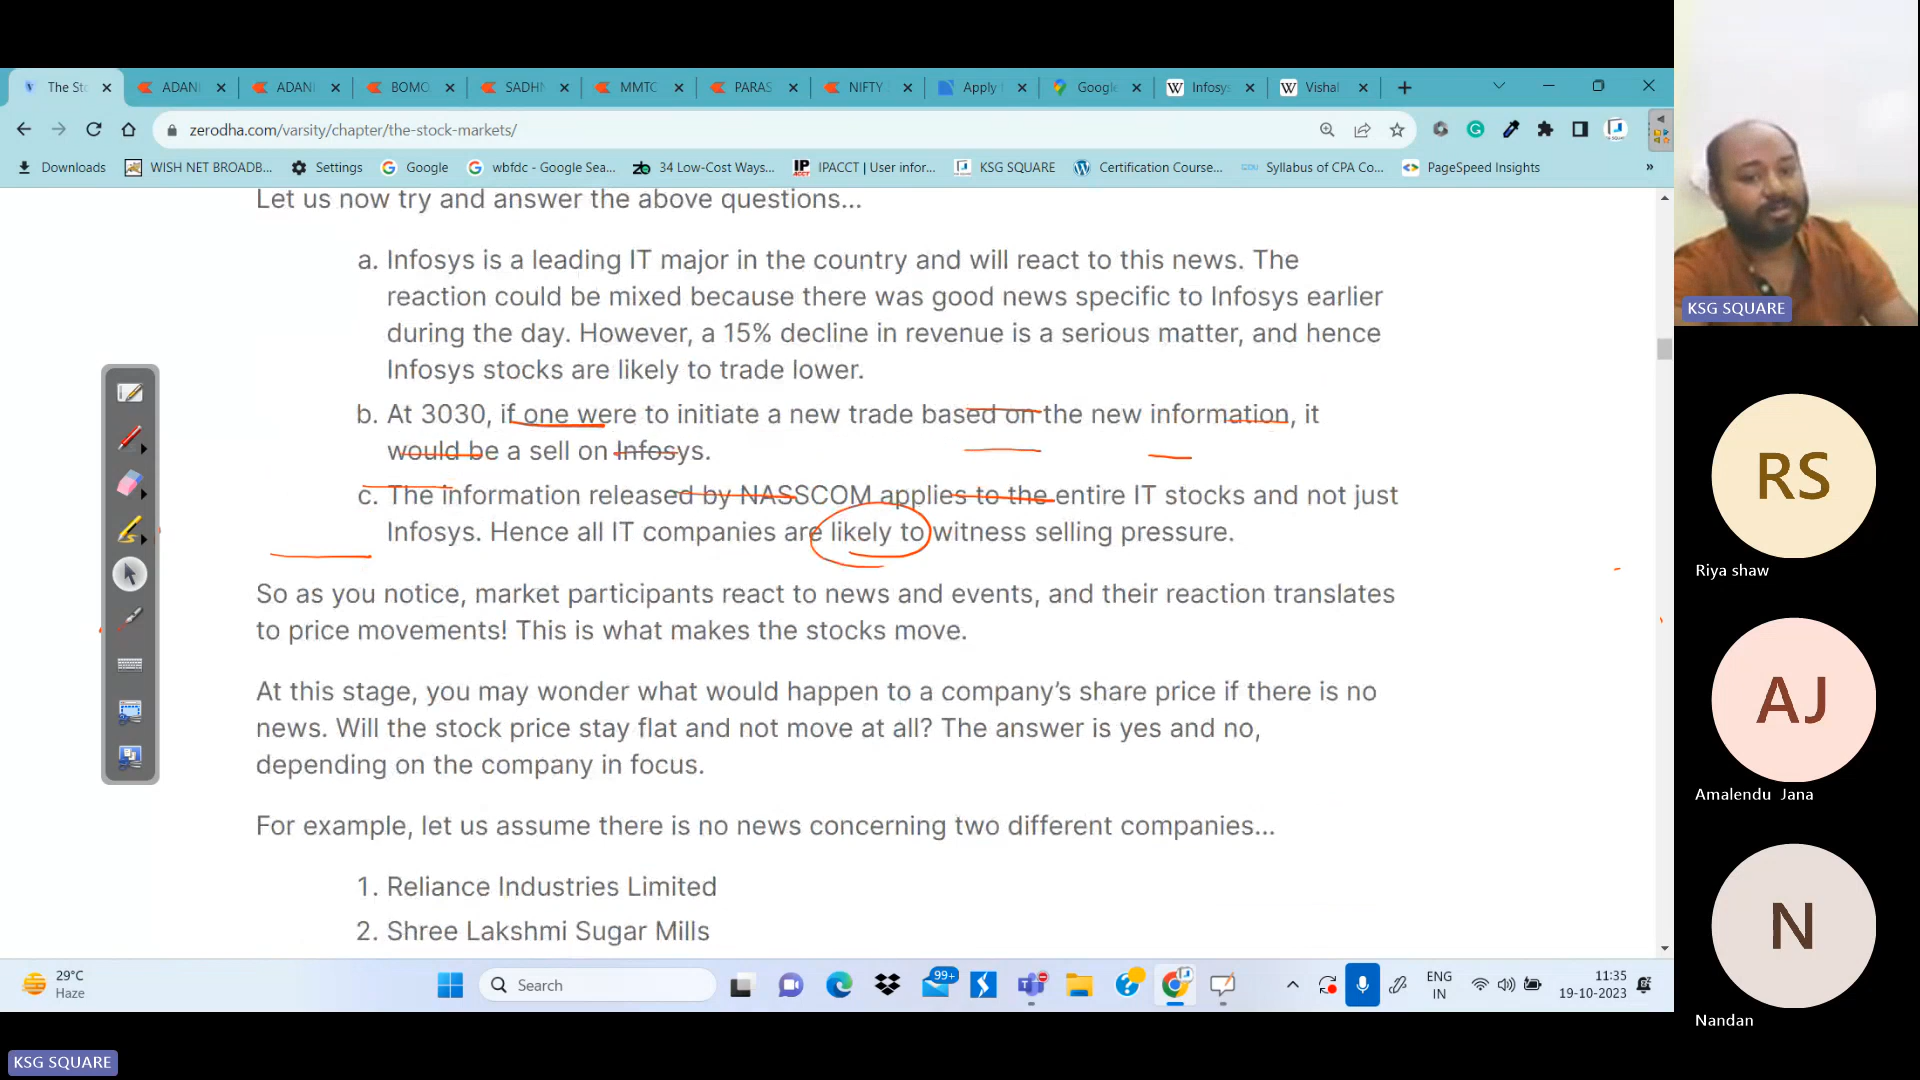 The Sto
ADANI
ADANI
BOMO
SADHN
MMTC
PARAS
NIFTY
Apply
Google
Infosys
Vishal
zerodha.com/varsity/chapter/the-stock-markets/
Downloads
WISH NET BROADB...
Settings
Google
wbfdc - Google Sea...
34 Low-Cost Ways...
IPACCT | User infor...
KSG SQUARE
Certification Course...
Syllabus of CPA Co...
PageSpeed Insights
Let us now try and answer the above questions...
a. Infosys is a leading IT major in the country and will react to this news. The
reaction could be mixed because there was good news specific to Infosys earlier
during the day. However, a 15% decline in revenue is a serious matter, and hence
Infosys stocks are likely to trade lower.
b. At 3030, if one were to initiate a new trade based on the new information, it
would be a sell on Infosys.
c. The information released by NASSCOM applies to the entire IT stocks and not just
Infosys. Hence all IT companies are likely to witness selling pressure.
So as you notice, market participants react to news and events, and their reaction translates
to price movements! This is what makes the stocks move.
At this stage, you may wonder what would happen to a company’s share price if there is no
news. Will the stock price stay flat and not move at all? The answer is yes and no,
depending on the company in focus.
For example, let us assume there is no news concerning two different companies...
1. Reliance Industries Limited
2. Shree Lakshmi Sugar Mills
29°C
Haze
Search
99+
ENG
IN
11:35
19-10-2023
KSG SQUARE
RS
Riya shaw
AJ
Amalendu Jana
N
Nandan
KSG SQUARE